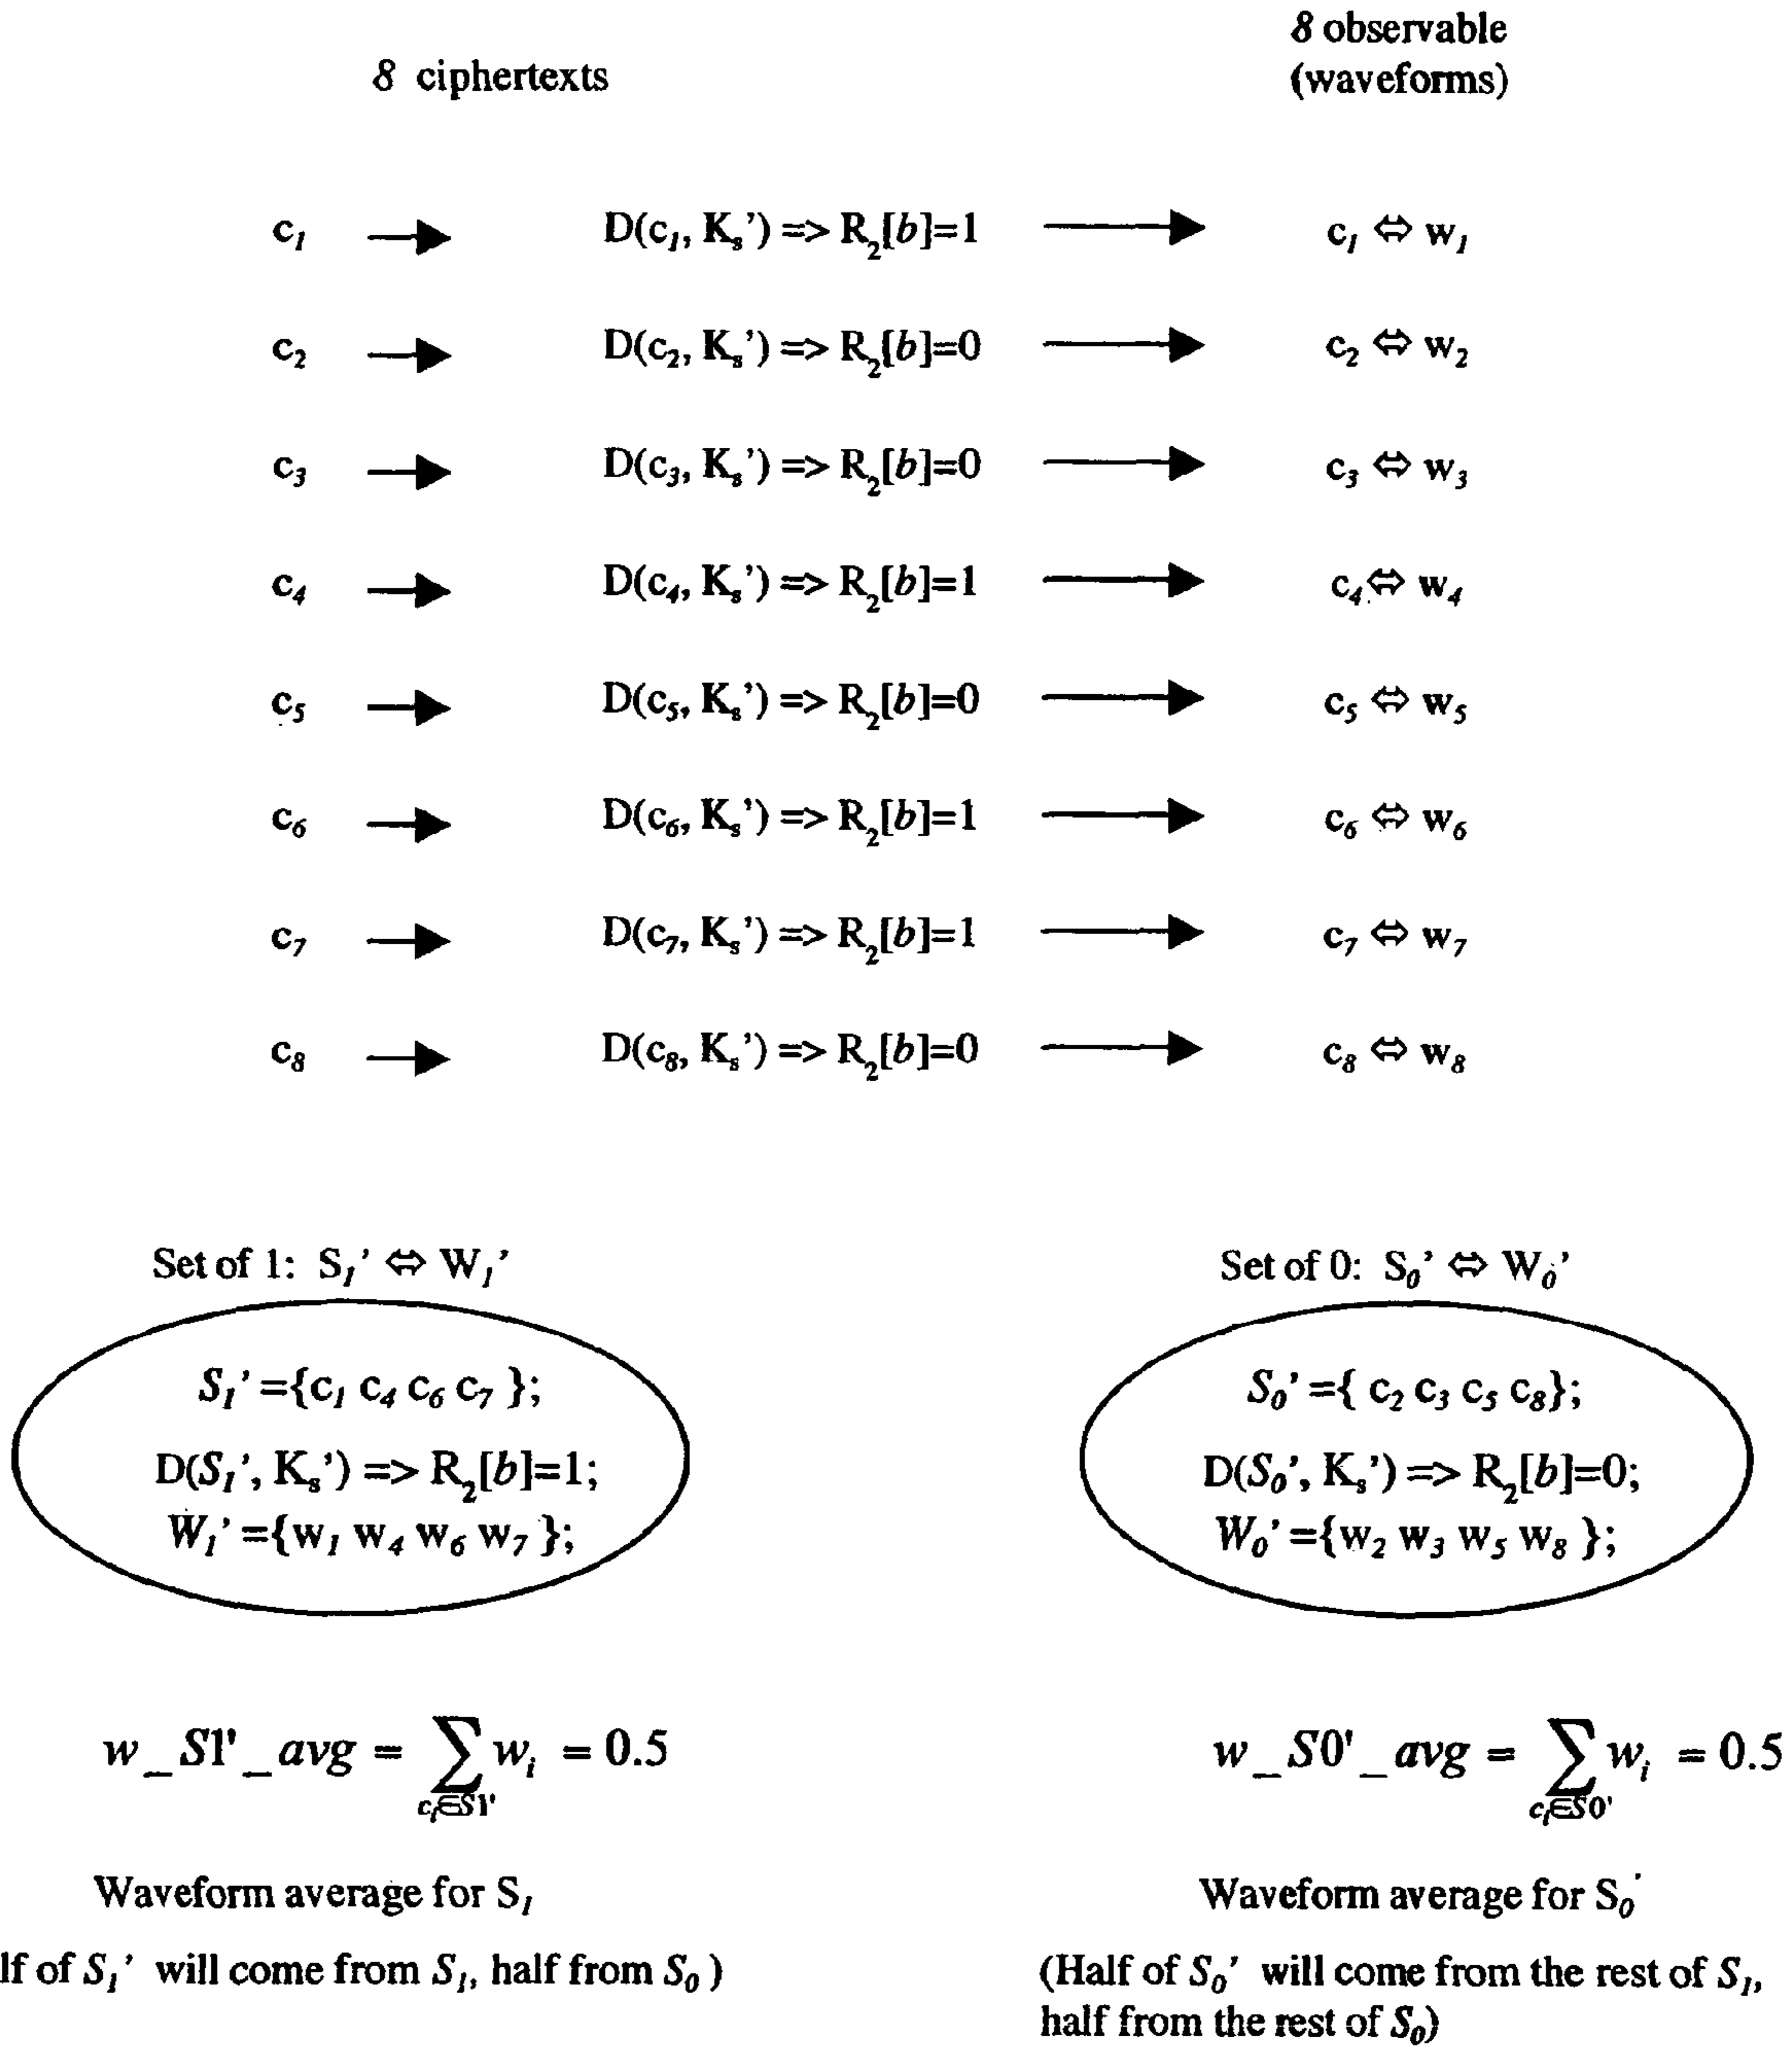 8 ciphertexts
8 observable
(waveforms)
c₁ D(c₁, Kₛ’) => R₂[b]=1 c₁ ⇔ w₁
c₂ D(c₂, Kₛ’) => R₂[b]=0 c₂ ⇔ w₂
c₃ D(c₃, Kₛ’) => R₂[b]=0 c₃ ⇔ w₃
c₄ D(c₄, Kₛ’) => R₂[b]=1 c₄ ⇔ w₄
c₅ D(c₅, Kₛ’) => R₂[b]=0 c₅ ⇔ w₅
c₆ D(c₆, Kₛ’) => R₂[b]=1 c₆ ⇔ w₆
c₇ D(c₇, Kₛ’) => R₂[b]=1 c₇ ⇔ w₇
c₈ D(c₈, Kₛ’) => R₂[b]=0 c₈ ⇔ w₈
Set of 1: S₁’ ⇔ W₁’
S₁’ ={c₁ c₄ c₆ c₇ };
D(S₁’, Kₛ’) => R₂[b]=1;
W₁’ ={w₁ w₄ w₆ w₇ };
w_S1'_avg = ∑ wᵢ = 0.5
cᵢ∈S1'
Waveform average for S₁
lf of S₁’ will come from S₁, half from S₀ )
Set of 0: S₀’ ⇔ W₀’
S₀’ ={ c₂ c₃ c₅ c₈};
D(S₀’, Kₛ’) => R₂[b]=0;
W₀’ ={w₂ w₃ w₅ w₈ };
w_S0'_avg = ∑ wᵢ = 0.5
cᵢ∈S0'
Waveform average for S₀’
(Half of S₀’ will come from the rest of S₁,
half from the rest of S₀)